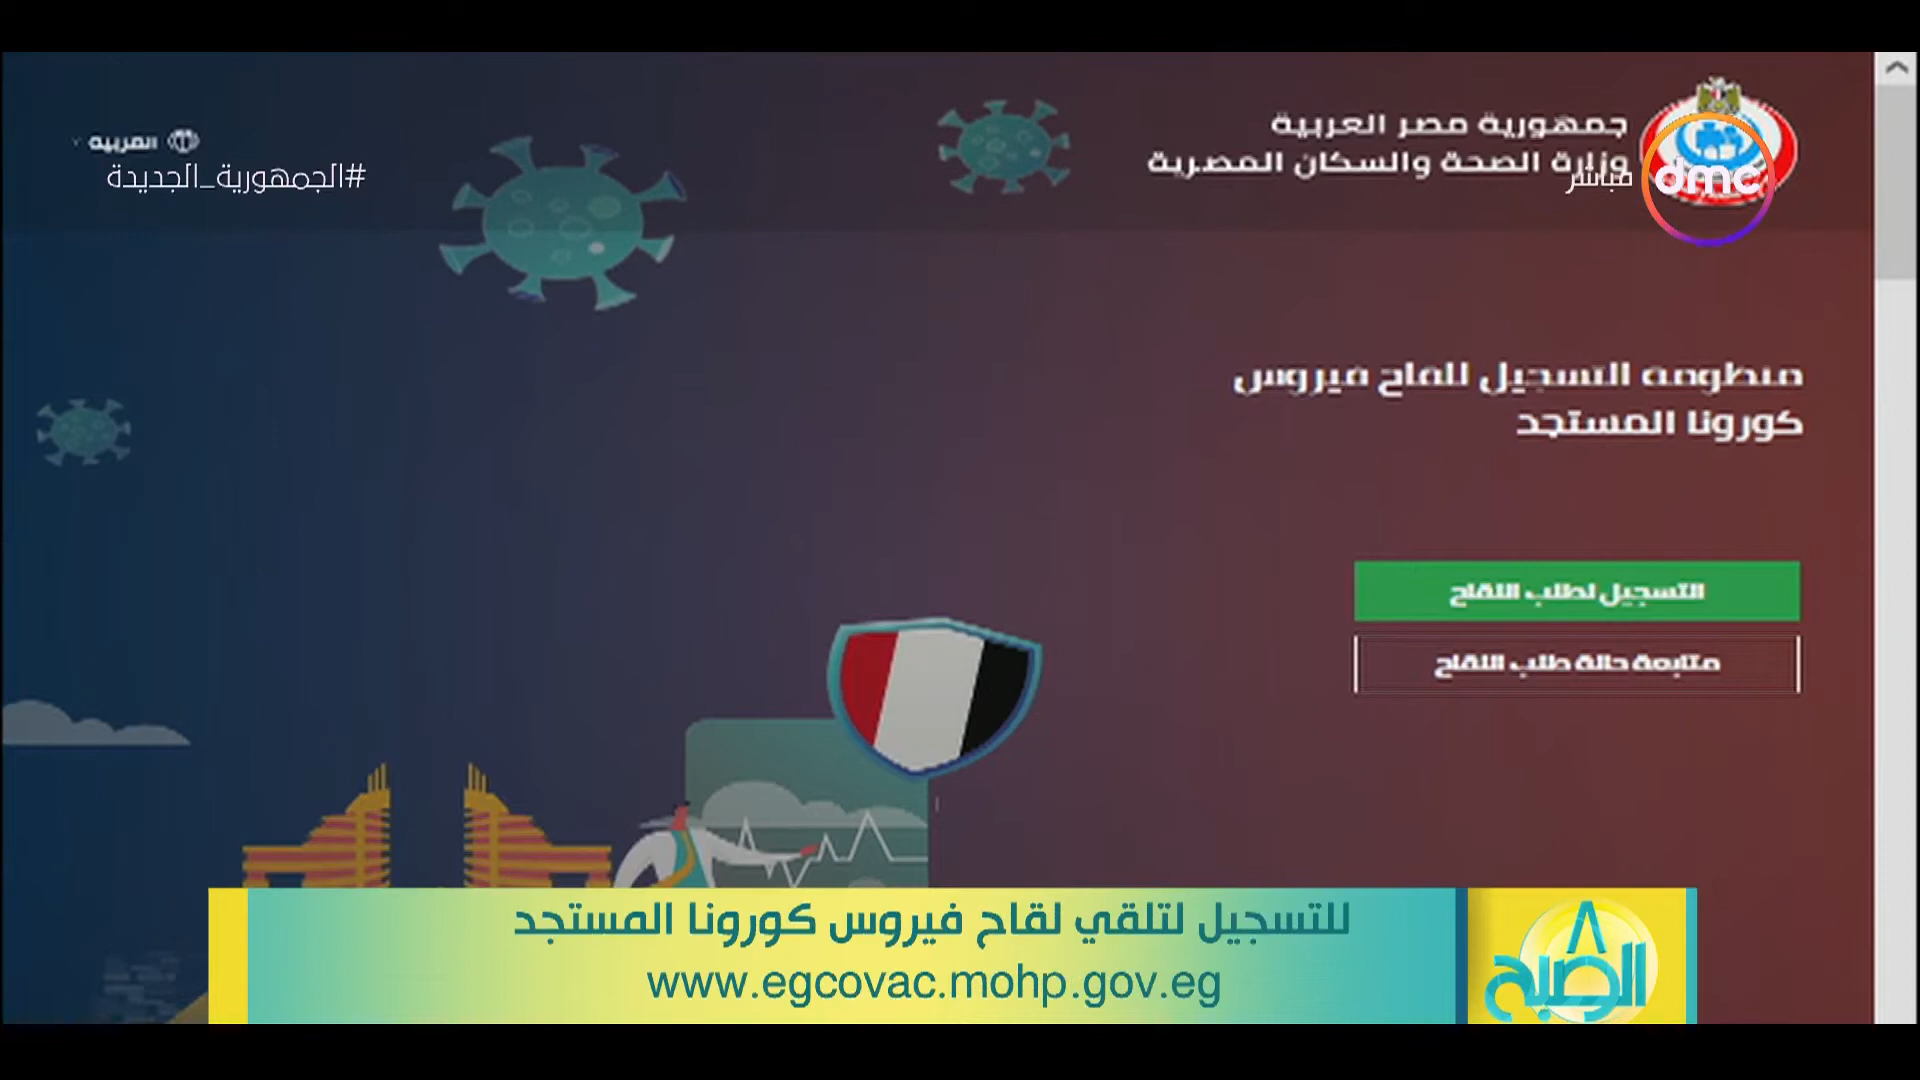 جمهورية مصر العربية
وزارة الصحة والسكان المصرية
العربية
#الجمهورية_الجديدة
مباشر
dmc
منظومة التسجيل للقاح فيروس
كورونا المستجد
التسجيل لطلب اللقاح
متابعة حالة طلب اللقاح
للتسجيل لتلقي لقاح فيروس كورونا المستجد
www.egcovac.mohp.gov.eg
٨ الصبح